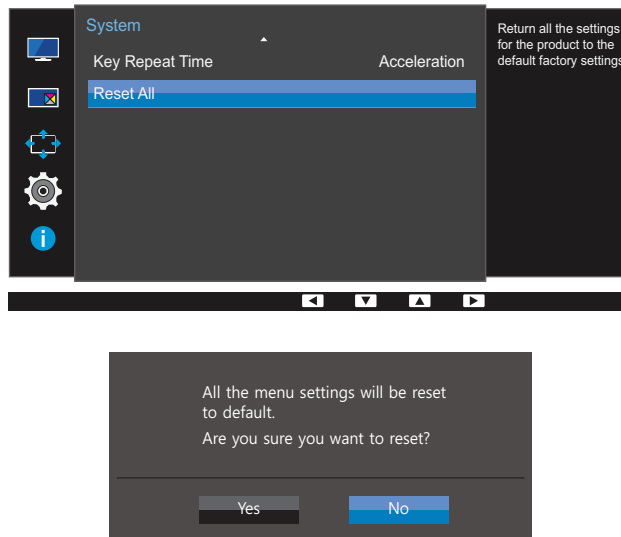 System
Key Repeat Time Acceleration
Reset All
Return all the settings
for the product to the
default factory settings
i
All the menu settings will be reset
to default.
Are you sure you want to reset?
Yes No